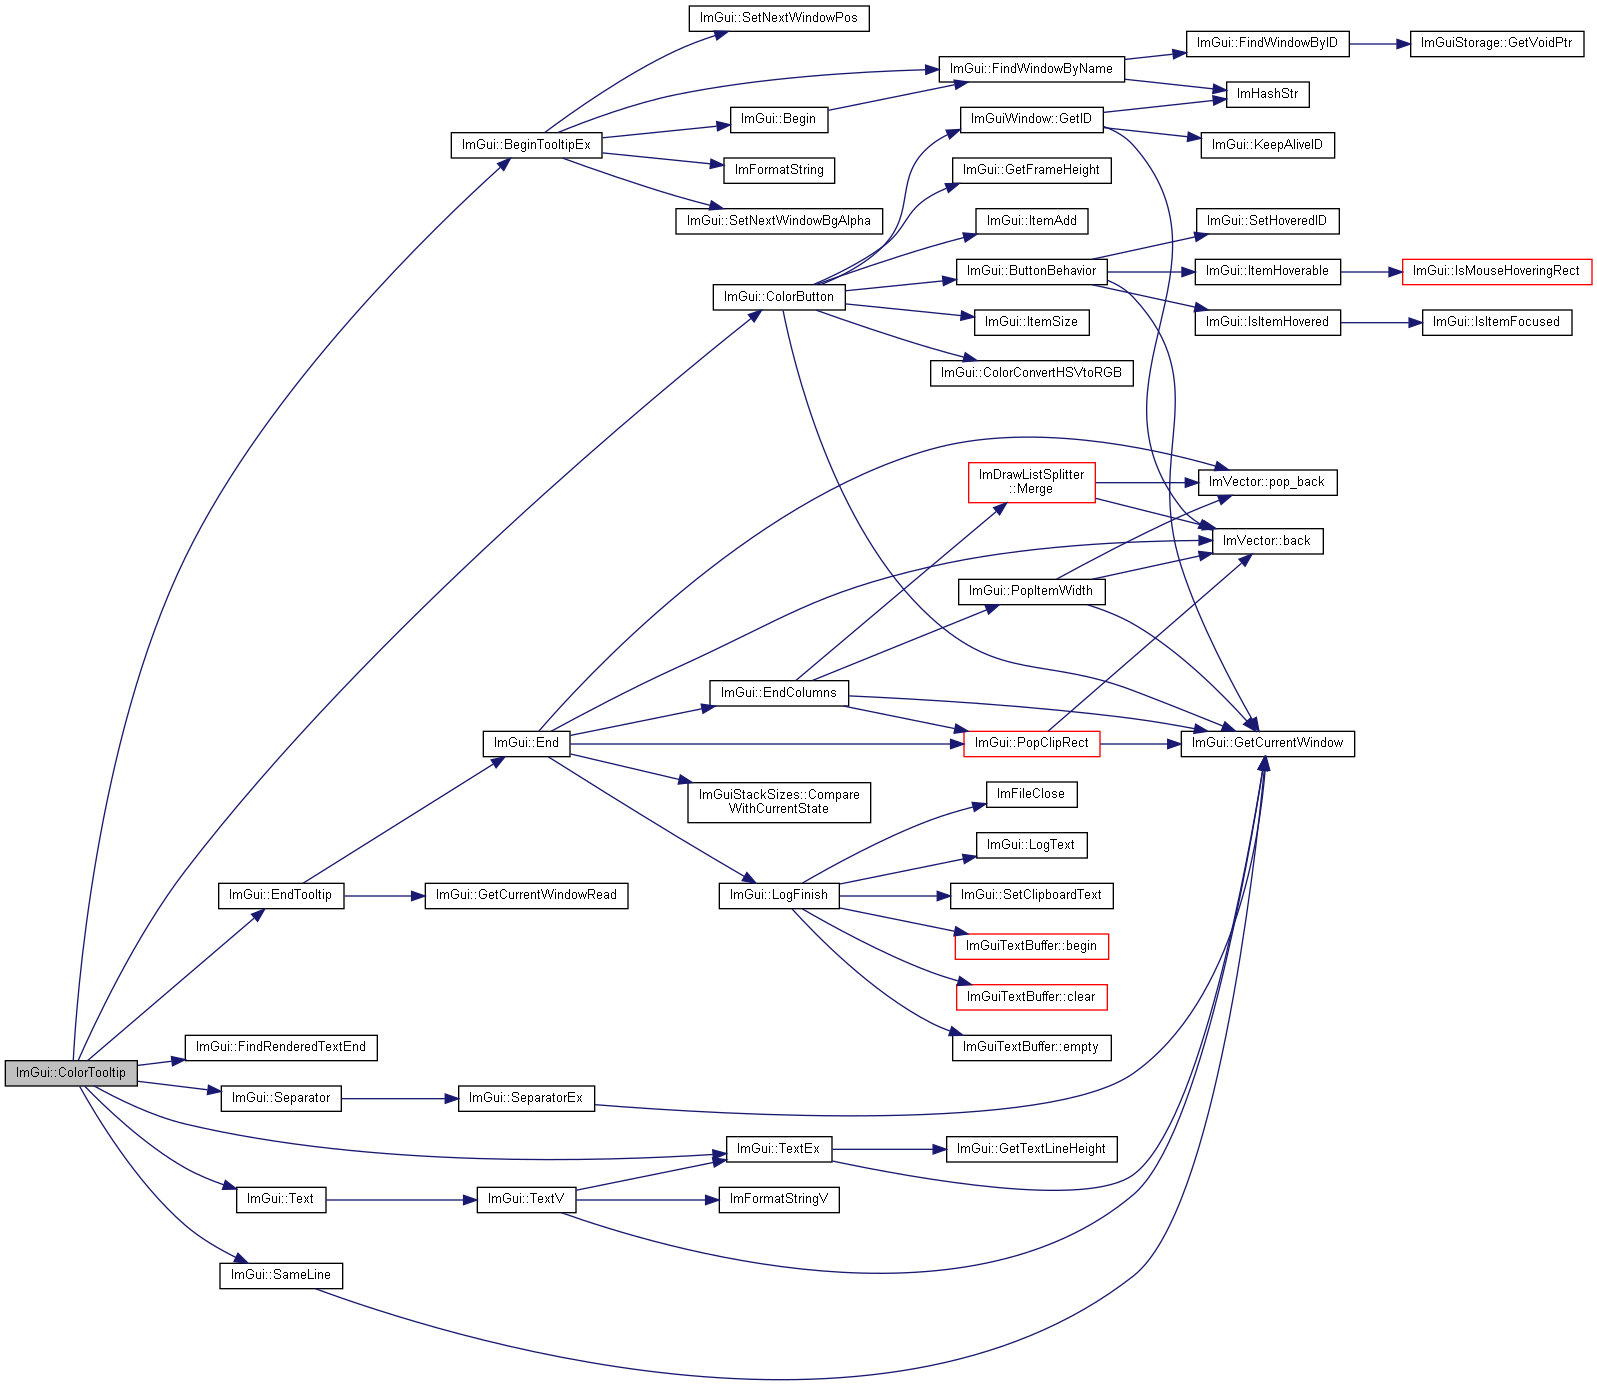 ImGui::SetNextWindowPos
ImGui::FindWindowByID
ImGuiStorage::GetVoidPtr
ImGui::FindWindowByName
ImHashStr
ImGui::Begin
ImGuiWindow::GetID
ImGui::BeginTooltipEx
ImGui::KeepAliveID
ImFormatString
ImGui::GetFrameHeight
ImGui::SetNextWindowBgAlpha
ImGui::ItemAdd
ImGui::SetHoveredID
ImGui::ButtonBehavior
ImGui::ItemHoverable
ImGui::IsMouseHoveringRect
ImGui::ColorButton
ImGui::ItemSize
ImGui::IsItemHovered
ImGui::IsItemFocused
ImGui::ColorConvertHSVtoRGB
ImDrawListSplitter
::Merge
ImVector::pop_back
ImVector::back
ImGui::PopItemWidth
ImGui::EndColumns
ImGui::End
ImGui::PopClipRect
ImGui::GetCurrentWindow
ImGuiStackSizes::Compare
WithCurrentState
ImFileClose
ImGui::LogText
ImGui::EndTooltip
ImGui::GetCurrentWindowRead
ImGui::LogFinish
ImGui::SetClipboardText
ImGuiTextBuffer::begin
ImGuiTextBuffer::clear
ImGui::FindRenderedTextEnd
ImGuiTextBuffer::empty
ImGui::ColorTooltip
ImGui::Separator
ImGui::SeparatorEx
ImGui::TextEx
ImGui::GetTextLineHeight
ImGui::Text
ImGui::TextV
ImFormatStringV
ImGui::SameLine